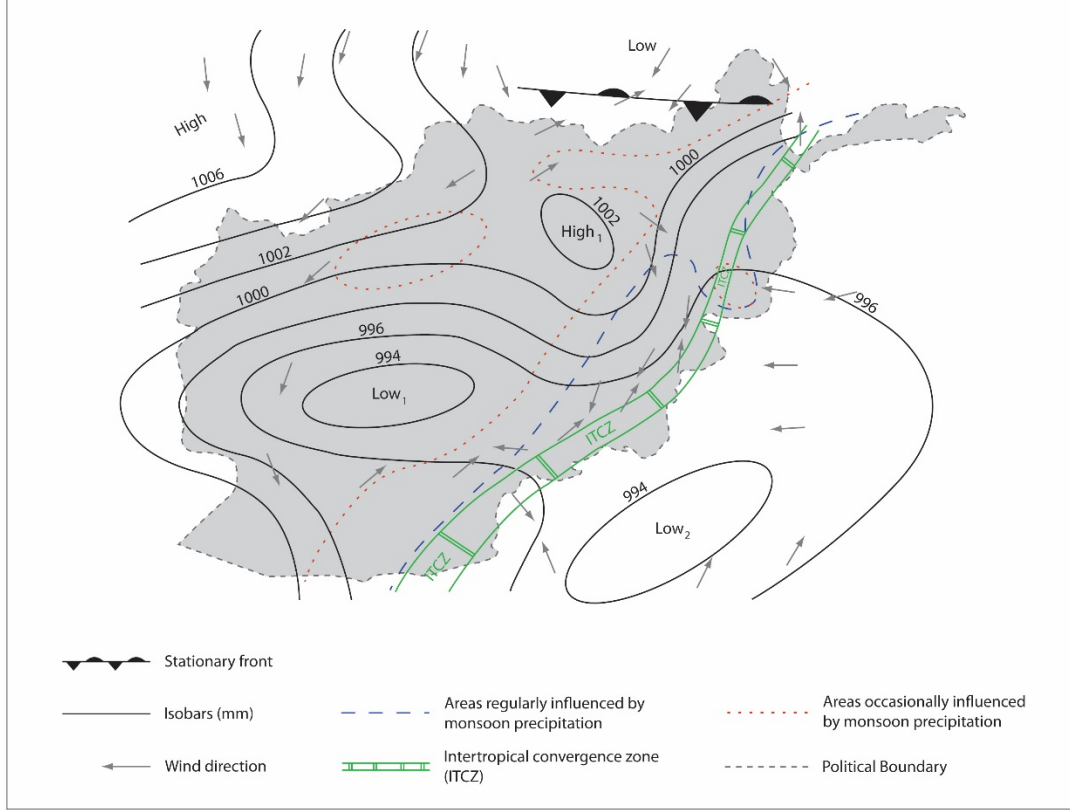 Low
High
1006
1000
1002
High1
1002
1000
ITCZ
996
996
994
Low1
ITCZ
994
Low2
ITCZ
Stationary front
Isobars (mm)
Areas regularly influenced by
monsoon precipitation
Areas occasionally influenced
by monsoon precipitation
Wind direction
Intertropical convergence zone
(ITCZ)
Political Boundary